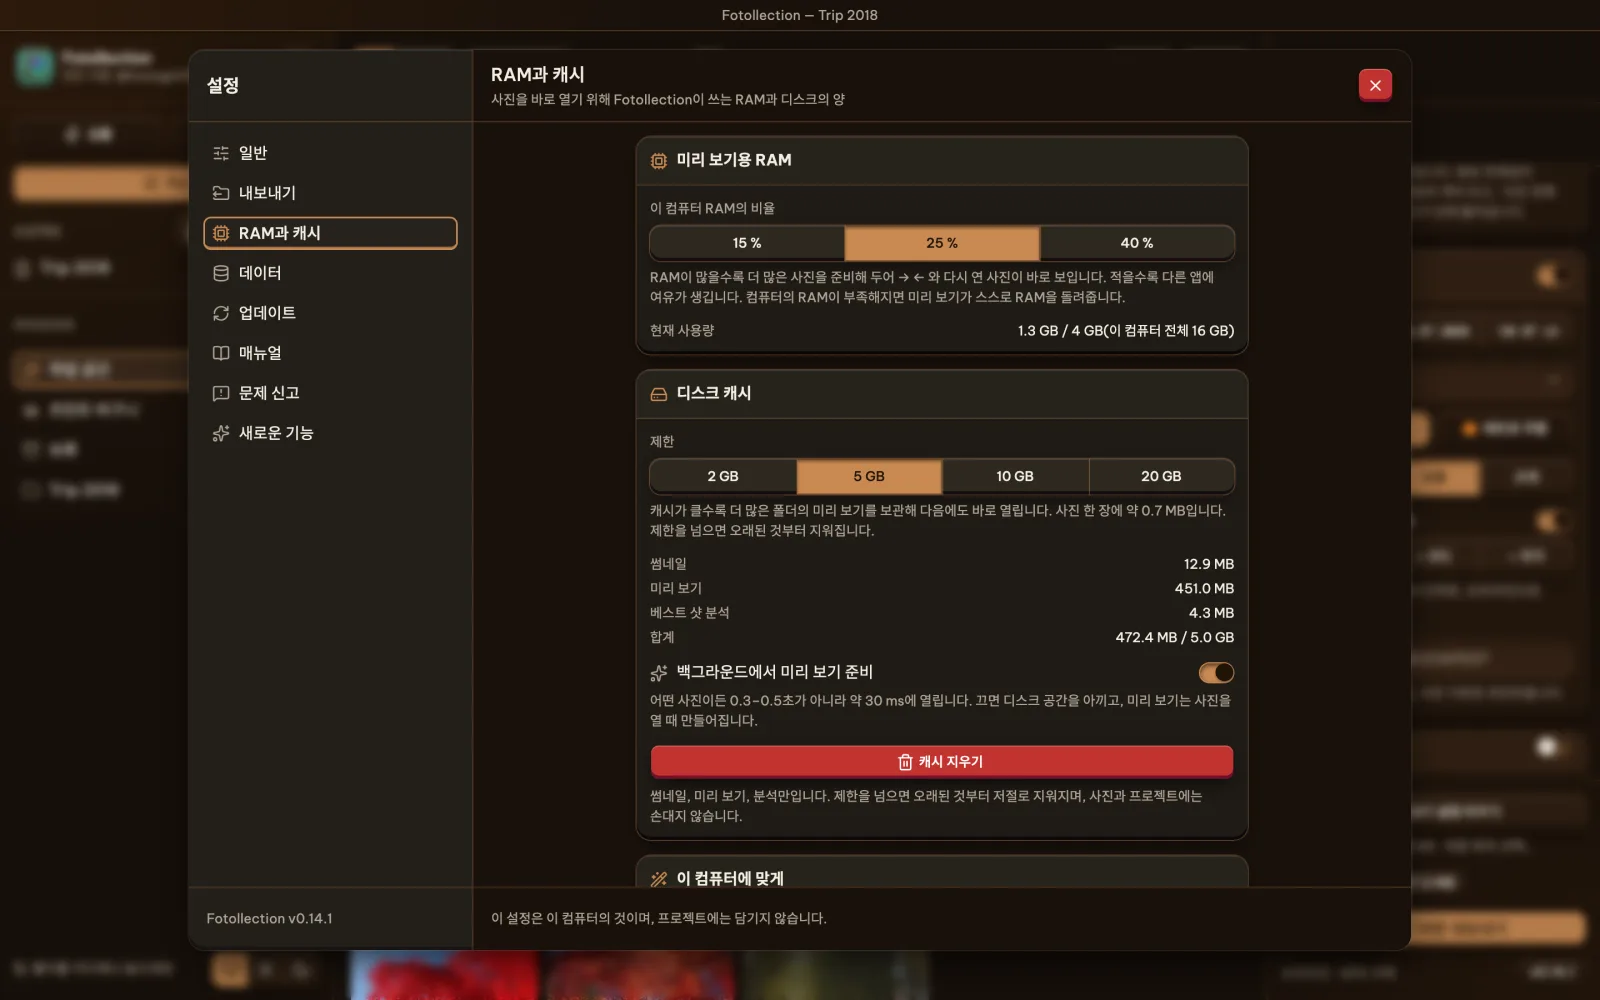 Fotollection — Trip 2018
설정
RAM과 캐시
사진을 바로 열기 위해 Fotollection이 쓰는 RAM과 디스크의 양
일반
내보내기
RAM과 캐시
데이터
업데이트
매뉴얼
문제 신고
새로운 기능
미리 보기용 RAM
이 컴퓨터 RAM의 비율
15 %
25 %
40 %
RAM이 많을수록 더 많은 사진을 준비해 두어 → ← 와 다시 연 사진이 바로 보입니다. 적을수록 다른 앱에
여유가 생깁니다. 컴퓨터의 RAM이 부족해지면 미리 보기가 스스로 RAM을 돌려줍니다.
현재 사용량
1.3 GB / 4 GB(이 컴퓨터 전체 16 GB)
디스크 캐시
제한
2 GB
5 GB
10 GB
20 GB
캐시가 클수록 더 많은 폴더의 미리 보기를 보관해 다음에도 바로 열립니다. 사진 한 장에 약 0.7 MB입니다.
제한을 넘으면 오래된 것부터 지워집니다.
썸네일
12.9 MB
미리 보기
451.0 MB
베스트 샷 분석
4.3 MB
합계
472.4 MB / 5.0 GB
백그라운드에서 미리 보기 준비
어떤 사진이든 0.3–0.5초가 아니라 약 30 ms에 열립니다. 끄면 디스크 공간을 아끼고, 미리 보기는 사진을
열 때 만들어집니다.
캐시 지우기
썸네일, 미리 보기, 분석만입니다. 제한을 넘으면 오래된 것부터 저절로 지워지며, 사진과 프로젝트에는
손대지 않습니다.
이 컴퓨터에 맞게
Fotollection v0.14.1
이 설정은 이 컴퓨터의 것이며, 프로젝트에는 담기지 않습니다.